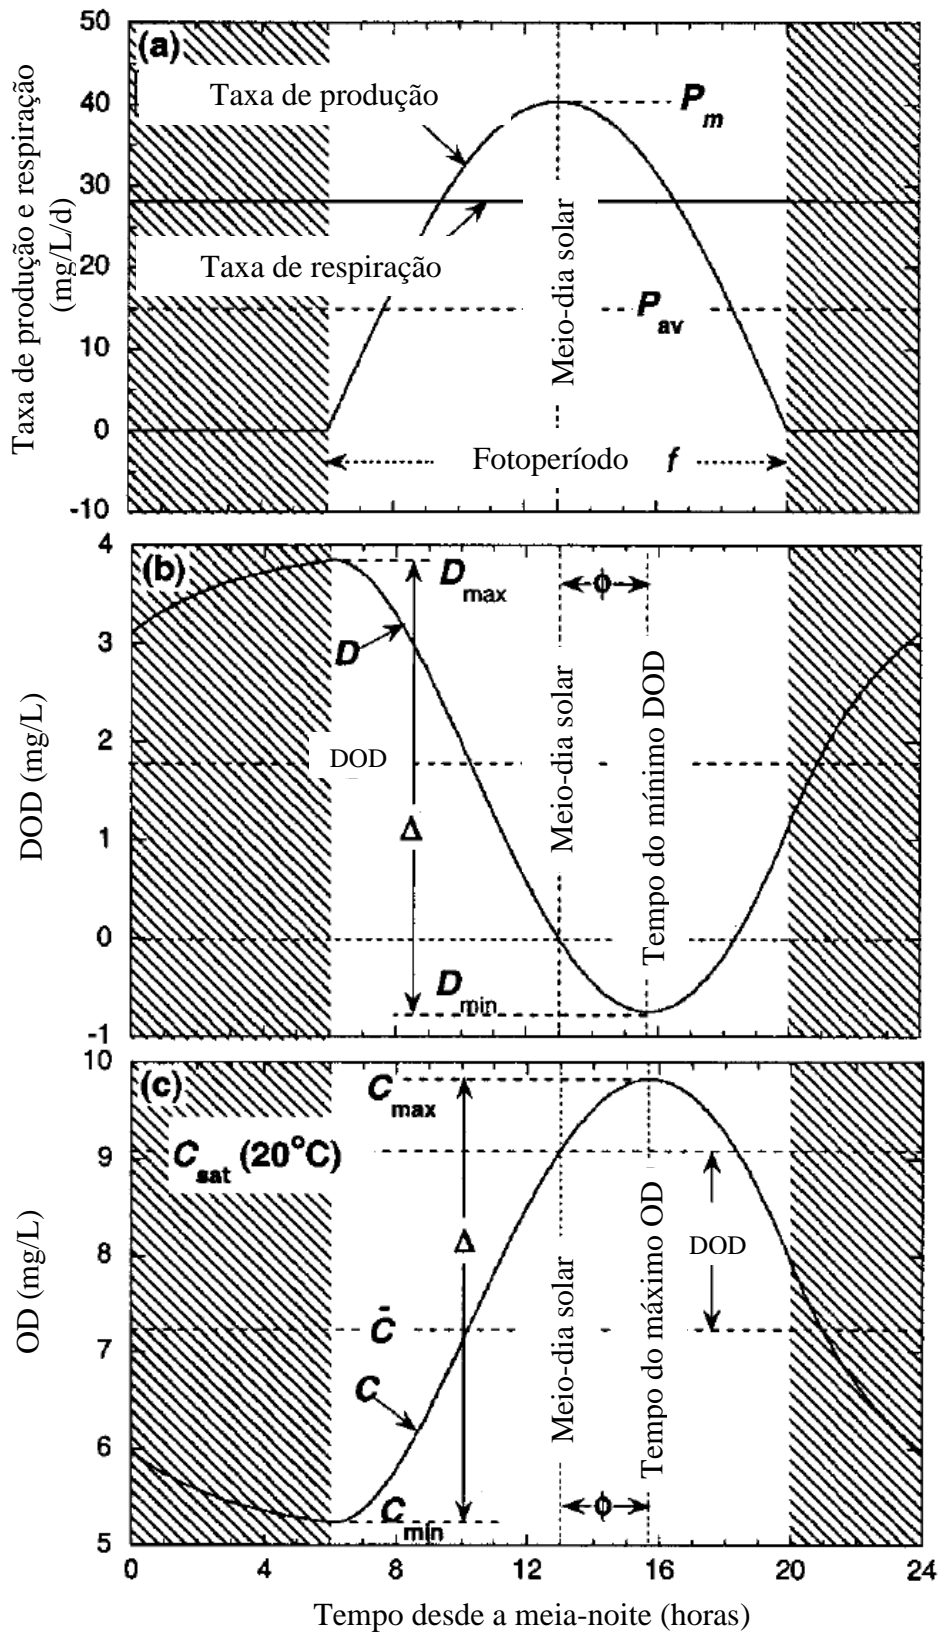 (a)
50
40
30
20
10
0
-10
Taxa de produção e respiração
(mg/L/d)
Taxa de produção
P_m
Taxa de respiração
Meio-dia solar
P_av
Fotoperíodo f
(b)
4
3
2
1
0
-1
DOD (mg/L)
D_max
D
DOD
Δ
D_min
ϕ
Meio-dia solar
Tempo do mínimo DOD
(c)
10
9
8
7
6
5
OD (mg/L)
C_max
C_sat (20°C)
Δ
DOD
C̄
C
C_min
ϕ
Meio-dia solar
Tempo do máximo OD
0 4 8 12 16 20 24
Tempo desde a meia-noite (horas)